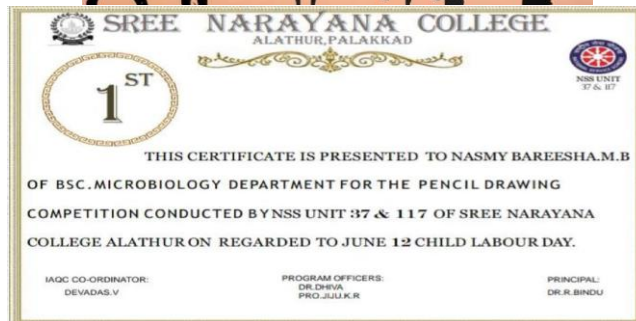 SREE NARAYANA COLLEGE
ALATHUR,PALAKKAD
1ST
NSS UNIT
37 & 117
THIS CERTIFICATE IS PRESENTED TO NASMY BAREESHA.M.B
OF BSC.MICROBIOLOGY DEPARTMENT FOR THE PENCIL DRAWING
COMPETITION CONDUCTED BY NSS UNIT 37 & 117 OF SREE NARAYANA
COLLEGE ALATHUR ON REGARDED TO JUNE 12 CHILD LABOUR DAY.
IAQC CO-ORDINATOR:
DEVADAS.V
PROGRAM OFFICERS:
DR.DHIVA
PRO.JIJU.K.R
PRINCIPAL:
DR.R.BINDU